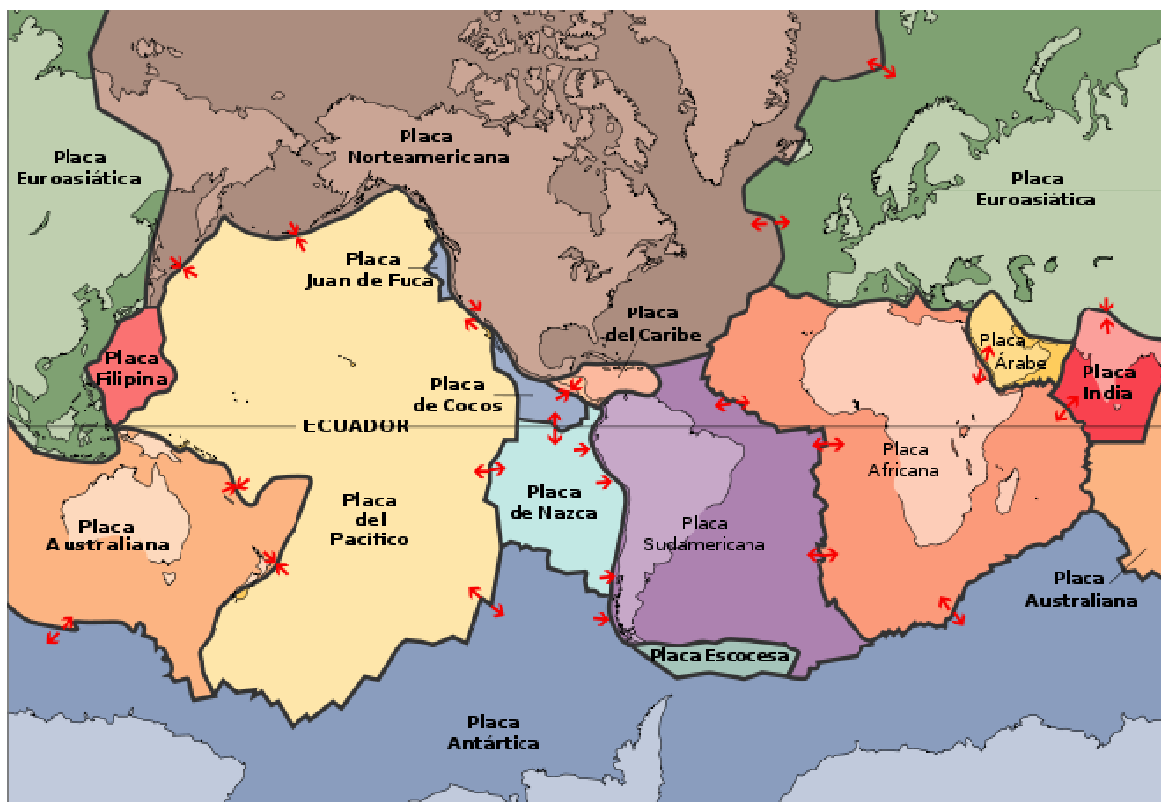 Placa
Norteamericana
Placa
Euroasiática
Placa
Euroasiática
Placa
Juan de Fuca
Placa
del Caribe
Placa
Filipina
Placa
Árabe
Placa
India
Placa
de Cocos
ECUADOR
Placa
Africana
Placa
de Nazca
Placa
del
Pacífico
Placa
Australiana
Placa
Sudamericana
Placa
Australiana
Placa Escocesa
Placa
Antártica